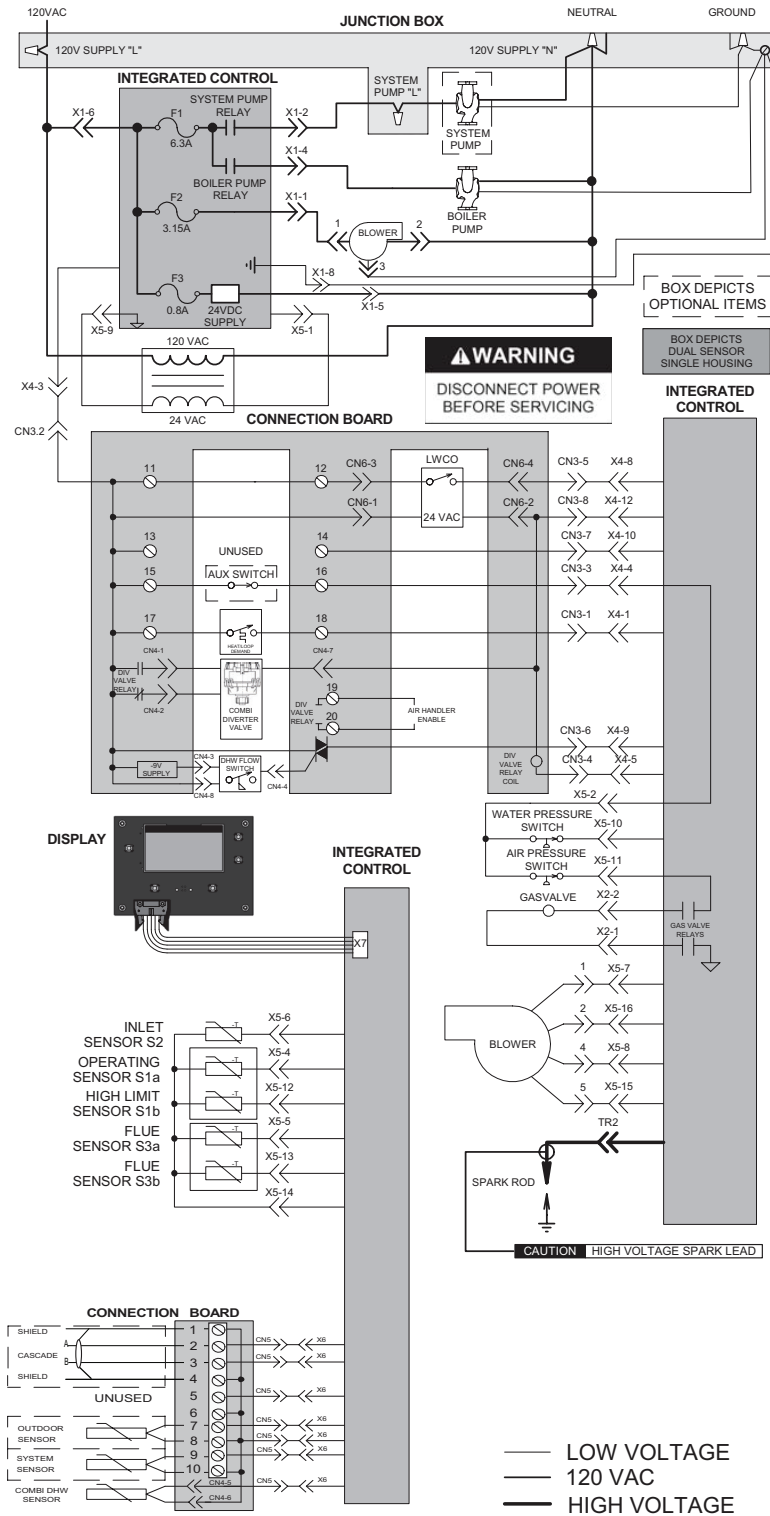 120VAC
JUNCTION BOX
NEUTRAL
GROUND
120V SUPPLY "L"
120V SUPPLY "N"
INTEGRATED CONTROL
SYSTEM
PUMP "L"
SYSTEM PUMP
RELAY
X1-6
F1
6.3A
X1-2
SYSTEM
PUMP
X1-4
BOILER PUMP
RELAY
BOILER
PUMP
F2
3.15A
X1-1
1
BLOWER
2
3
X1-8
F3
0.8A
24VDC
SUPPLY
X1-5
X5-9
X5-1
BOX DEPICTS
OPTIONAL ITEMS
BOX DEPICTS
DUAL SENSOR
SINGLE HOUSING
120 VAC
24 VAC
WARNING
DISCONNECT POWER
BEFORE SERVICING
X4-3
CN3.2
CONNECTION BOARD
INTEGRATED
CONTROL
11
12
CN6-3
LWCO
CN6-4
CN3-5
X4-8
CN6-1
24 VAC
CN6-2
CN3-8
X4-12
13
14
CN3-7
X4-10
UNUSED
15
AUX SWITCH
16
CN3-3
X4-4
17
HEAT/LOOP
DEMAND
18
CN3-1
X4-1
CN4-1
CN4-7
DIV
VALVE
RELAY
CN4-2
COMBI
DIVERTER
VALVE
DIV
VALVE
RELAY
19
20
AIR HANDLER
ENABLE
CN3-6
X4-9
-9V
SUPPLY
CN4-3
DHW FLOW
SWITCH
CN4-8
CN4-4
DIV
VALVE
RELAY
COIL
CN3-4
X4-5
X5-2
WATER PRESSURE
SWITCH
X5-10
AIR PRESSURE
SWITCH
X5-11
GASVALVE
X2-2
GAS VALVE
RELAYS
X2-1
DISPLAY
INTEGRATED
CONTROL
X7
1
X5-7
2
X5-16
BLOWER
4
X5-8
5
X5-15
TR2
SPARK ROD
CAUTION HIGH VOLTAGE SPARK LEAD
INLET
SENSOR S2
-T
X5-6
OPERATING
SENSOR S1a
-T
X5-4
HIGH LIMIT
SENSOR S1b
-T
X5-12
FLUE
SENSOR S3a
-T
X5-5
FLUE
SENSOR S3b
-T
X5-13
X5-14
CONNECTION BOARD
SHIELD
1
A
2
CN5
X6
CASCADE
B
3
CN5
X6
SHIELD
4
UNUSED
5
CN5
X6
6
OUTDOOR
SENSOR
7
CN5
X6
8
CN5
X6
SYSTEM
SENSOR
9
CN5
X6
10
COMBI DHW
SENSOR
CN4-5
CN4-6
CN5
X6
LOW VOLTAGE
120 VAC
HIGH VOLTAGE